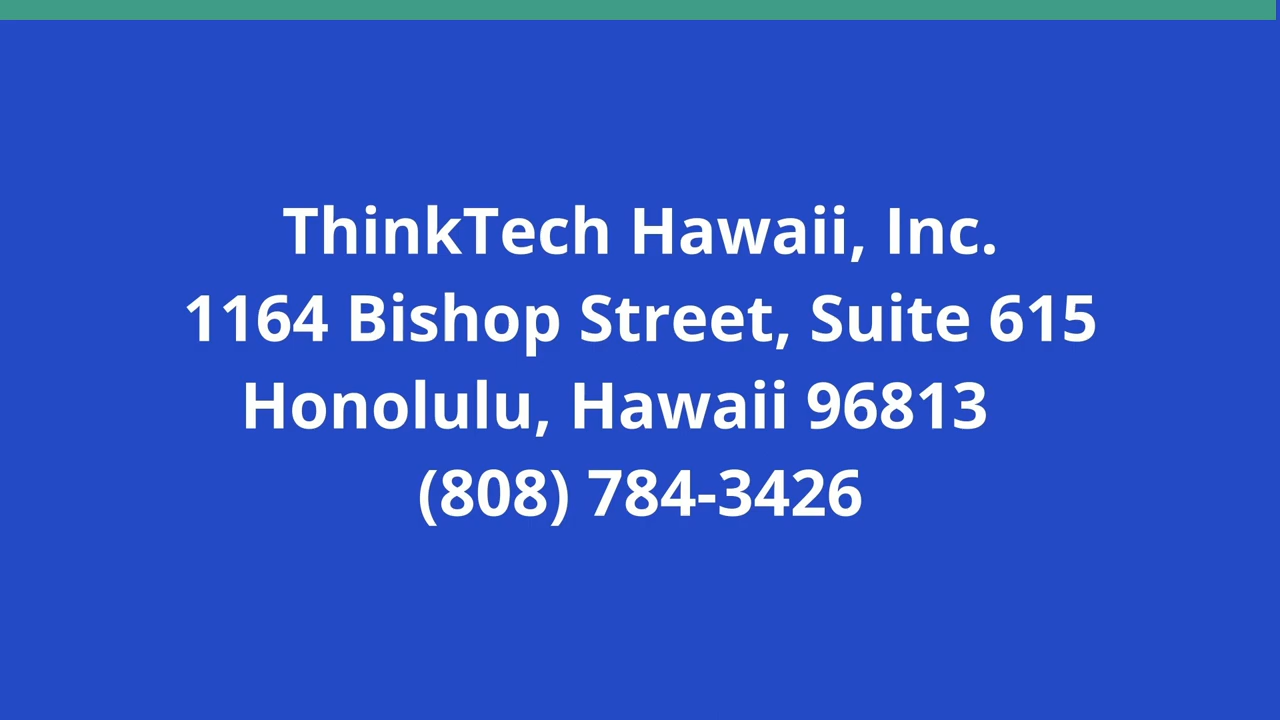 ThinkTech Hawaii, Inc.
1164 Bishop Street, Suite 615
Honolulu, Hawaii 96813
(808) 784-3426